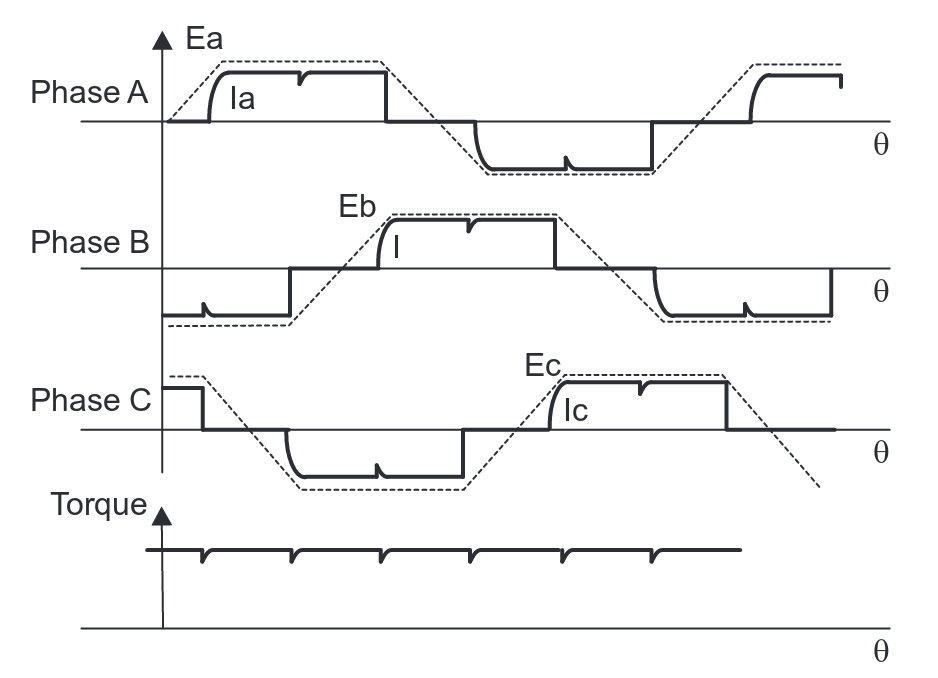 Ea
Phase A
Ia
θ
Eb
Phase B
I
θ
Ec
Phase C
Ic
θ
Torque
θ